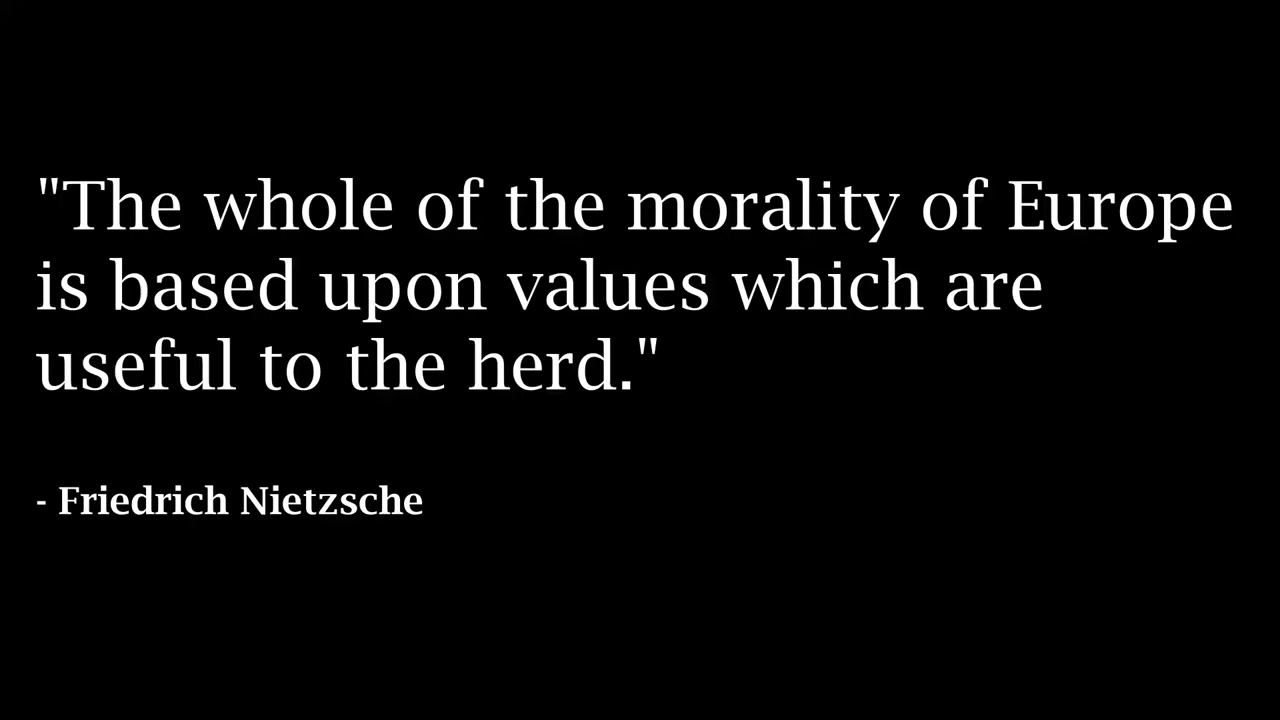 "The whole of the morality of Europe
is based upon values which are
useful to the herd."
- Friedrich Nietzsche